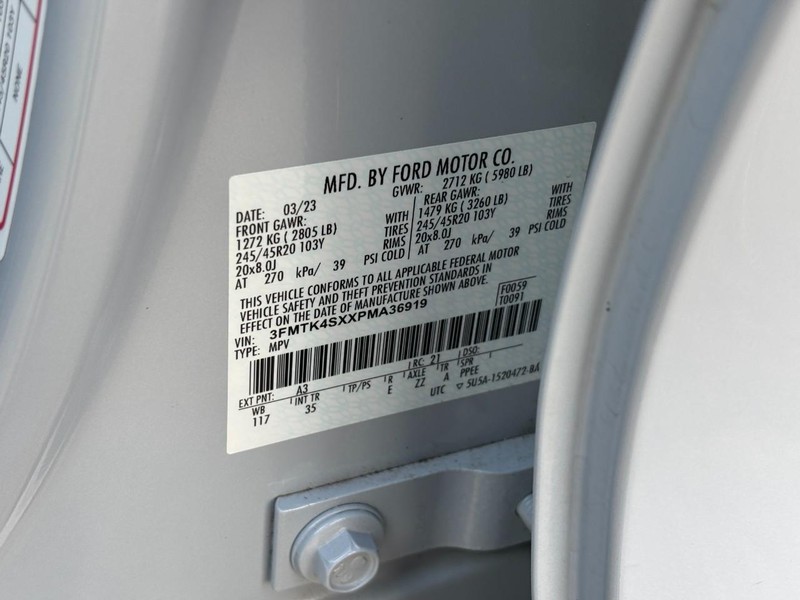 NONE
MFD. BY FORD MOTOR CO.
DATE: 03/23 GVWR: 2712 KG ( 5980 LB)
FRONT GAWR: REAR GAWR:
1272 KG ( 2805 LB) WITH 1479 KG ( 3260 LB) WITH
245/45R20 103Y TIRES 245/45R20 103Y TIRES
20x8.0J RIMS 20x8.0J RIMS
AT 270 kPa/ 39 PSI COLD AT 270 kPa/ 39 PSI COLD
THIS VEHICLE CONFORMS TO ALL APPLICABLE FEDERAL MOTOR
VEHICLE SAFETY AND THEFT PREVENTION STANDARDS IN
EFFECT ON THE DATE OF MANUFACTURE SHOWN ABOVE.
F0059
VIN: 3FMTK4SXXPMA36919
T0091
TYPE: MPV
EXT PNT: A3 RC: 21 DSO:
WB INT TR TP/PS R AXLE TR SPR
117 35 E ZZ A PPEE
UTC ▽ 5U5A-1520472-BA